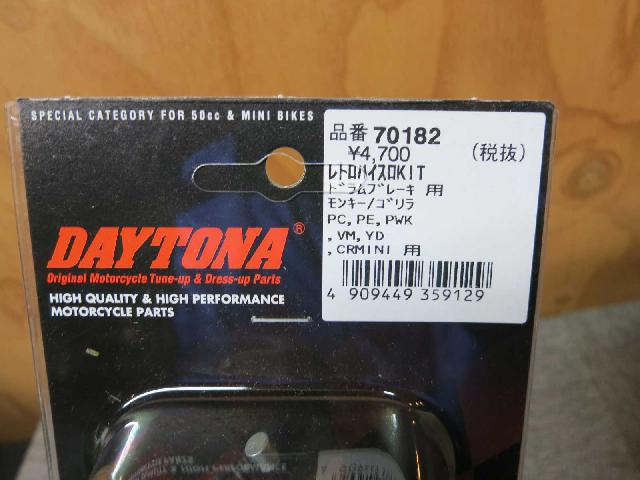 SPECIAL CATEGORY FOR 50cc & MINI BIKES
品番 70182
¥4,700 (税抜)
レトロハイスロKIT
ドラムブレーキ 用
モンキー/ゴリラ
PC, PE, PWK
, VM, YD
, CRMINI 用
4 909449 359129
DAYTONA®
Original Motorcycle Tune-up & Dress-up Parts
HIGH QUALITY & HIGH PERFORMANCE
MOTORCYCLE PARTS